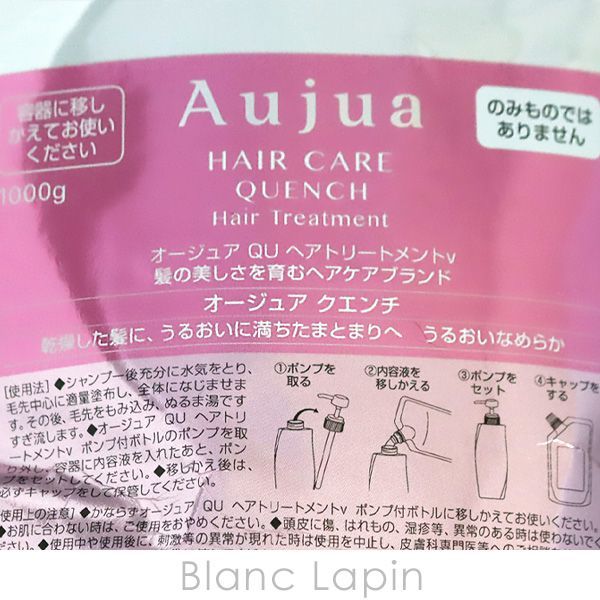 容器に移し
かえてお使い
ください
Aujua
のみものでは
ありません
HAIR CARE
QUENCH
1000g
Hair Treatment
オージュア QU ヘアトリートメントv
髪の美しさを育むヘアケアブランド
オージュア クエンチ
乾燥した髪に、うるおいに満ちたまとまりへ うるおいなめらか
[使用法]◆シャンプー後充分に水気をとり、
毛先中心に適量塗布し、全体になじませま
す。その後、毛先をもみ込み、ぬるま湯です
すぎ流します。◆オージュア QU ヘアトリ
ートメントv ポンプ付ボトルのポンプを取
り外し、容器に内容液を入れたあと、ポン
プをセットしてください。◆移しかえ後は、
必ずキャップをして保管してください。
①ポンプを
取る
②内容液を
移しかえる
③ポンプを
セット
④キャップを
する
使用上の注意] ◆かならずオージュア QU ヘアトリートメントv ポンプ付ボトルに移しかえてお使いください。
◆お肌に合わない時は、ご使用をおやめください。◆頭皮に傷、はれもの、湿疹等、異常のある時は使わないでく
◆使用中や使用後に、刺激等の異常が現れた時は使用を中止し、皮膚科専門医等へのご相談
Blanc Lapin